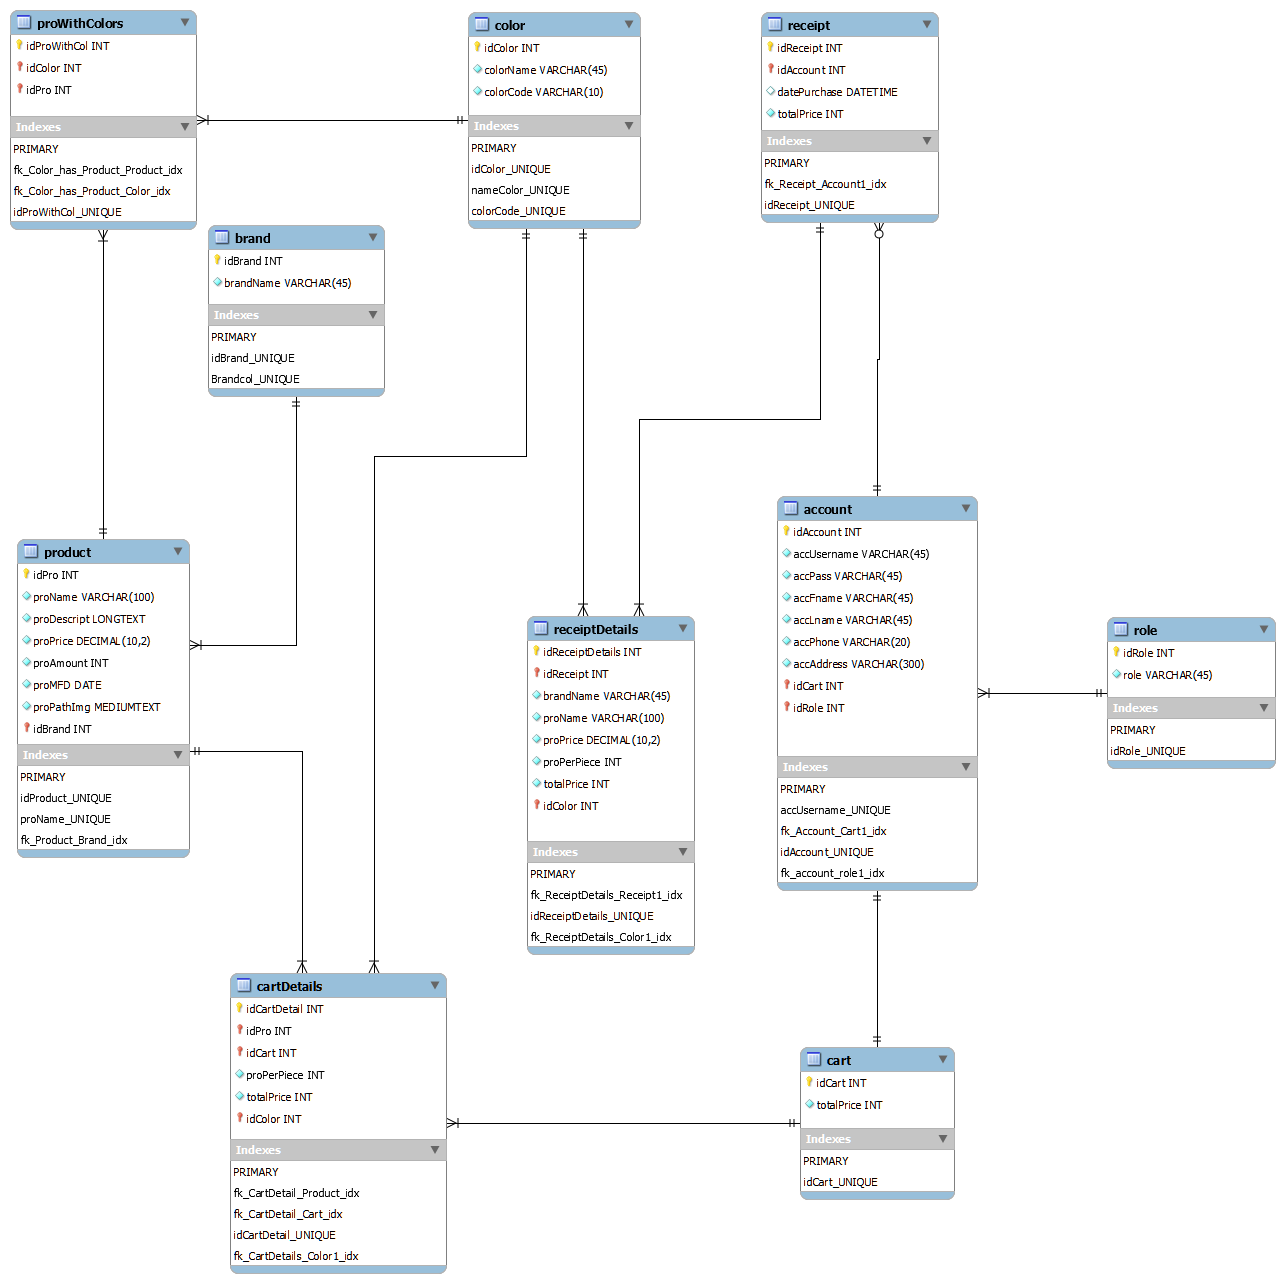 proWithColors
idProWithCol INT
idColor INT
idPro INT
Indexes
PRIMARY
fk_Color_has_Product_Product_idx
fk_Color_has_Product_Color_idx
idProWithCol_UNIQUE
color
idColor INT
colorName VARCHAR(45)
colorCode VARCHAR(10)
Indexes
PRIMARY
idColor_UNIQUE
nameColor_UNIQUE
colorCode_UNIQUE
receipt
idReceipt INT
idAccount INT
datePurchase DATETIME
totalPrice INT
Indexes
PRIMARY
fk_Receipt_Account1_idx
idReceipt_UNIQUE
brand
idBrand INT
brandName VARCHAR(45)
Indexes
PRIMARY
idBrand_UNIQUE
Brandcol_UNIQUE
product
idPro INT
proName VARCHAR(100)
proDescript LONGTEXT
proPrice DECIMAL(10,2)
proAmount INT
proMFD DATE
proPathImg MEDIUMTEXT
idBrand INT
Indexes
PRIMARY
idProduct_UNIQUE
proName_UNIQUE
fk_Product_Brand_idx
receiptDetails
idReceiptDetails INT
idReceipt INT
brandName VARCHAR(45)
proName VARCHAR(100)
proPrice DECIMAL(10,2)
proPerPiece INT
totalPrice INT
idColor INT
Indexes
PRIMARY
fk_ReceiptDetails_Receipt1_idx
idReceiptDetails_UNIQUE
fk_ReceiptDetails_Color1_idx
account
idAccount INT
accUsername VARCHAR(45)
accPass VARCHAR(45)
accFname VARCHAR(45)
accLname VARCHAR(45)
accPhone VARCHAR(20)
accAddress VARCHAR(300)
idCart INT
idRole INT
Indexes
PRIMARY
accUsername_UNIQUE
fk_Account_Cart1_idx
idAccount_UNIQUE
fk_account_role1_idx
role
idRole INT
role VARCHAR(45)
Indexes
PRIMARY
idRole_UNIQUE
cartDetails
idCartDetail INT
idPro INT
idCart INT
proPerPiece INT
totalPrice INT
idColor INT
Indexes
PRIMARY
fk_CartDetail_Product_idx
fk_CartDetail_Cart_idx
idCartDetail_UNIQUE
fk_CartDetails_Color1_idx
cart
idCart INT
totalPrice INT
Indexes
PRIMARY
idCart_UNIQUE